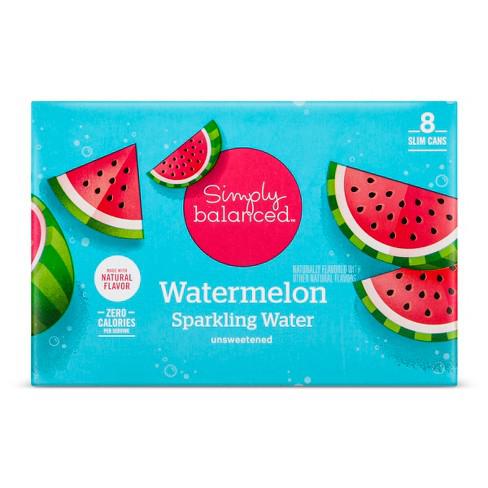 8
SLIM CANS
Simply
balanced™
MADE WITH
NATURAL
FLAVOR
ZERO
CALORIES
PER SERVING
NATURALLY FLAVORED WITH
OTHER NATURAL FLAVORS
Watermelon
Sparkling Water
unsweetened